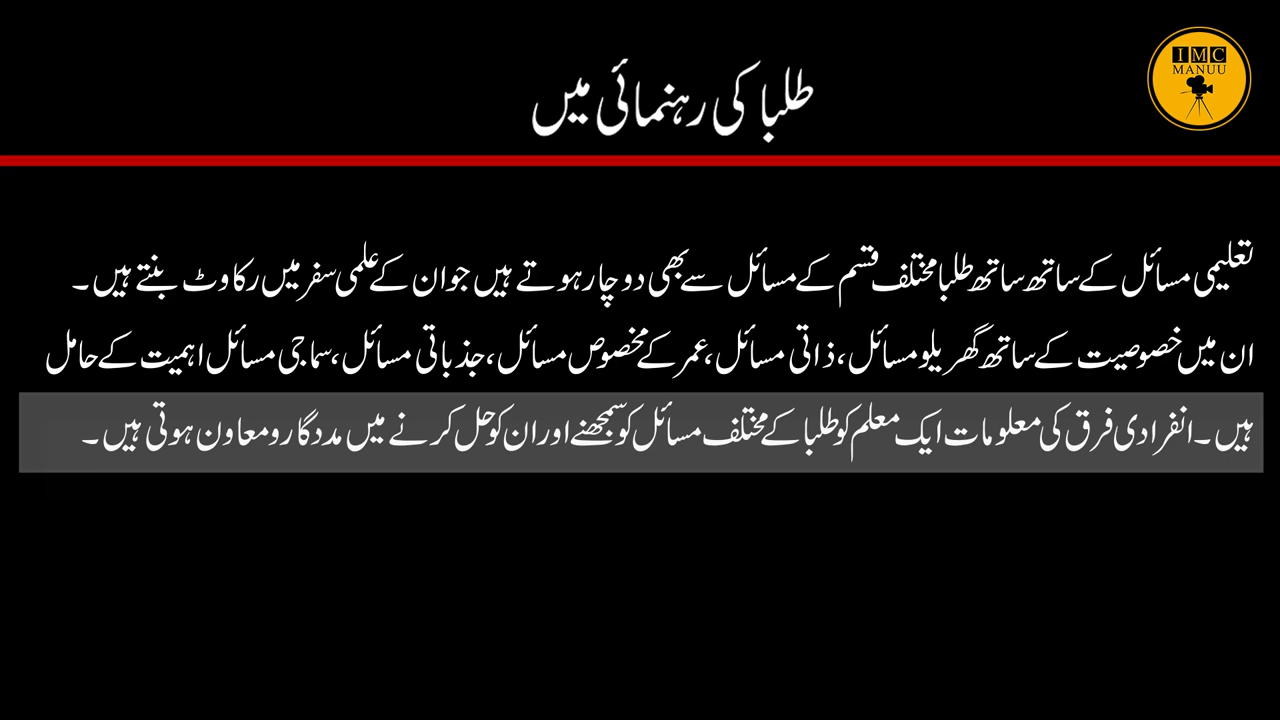 IMC
MANUU
طلبا کی رہنمائی میں
تعلیمی مسائل کے ساتھ ساتھ طلبا مختلف قسم کے مسائل سے بھی دوچار ہوتے ہیں جو ان کے علمی سفر میں رکاوٹ بنتے ہیں۔
ان میں خصوصیت کے ساتھ گھریلو مسائل، ذاتی مسائل، عمر کے مخصوص مسائل، جذباتی مسائل، سماجی مسائل اہمیت کے حامل
ہیں۔ انفرادی فرق کی معلومات ایک معلم کو طلبا کے مختلف مسائل کو سمجھنے اور ان کو حل کرنے میں مددگار و معاون ہوتی ہیں۔